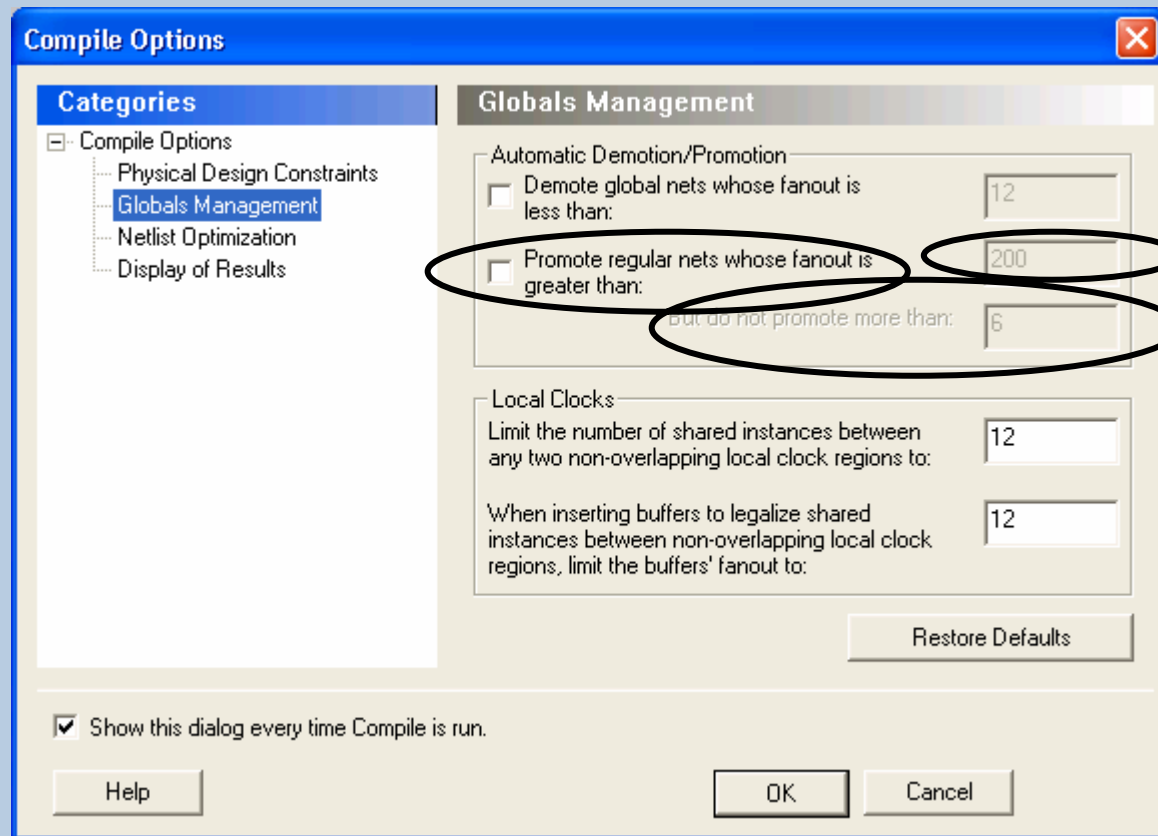 Compile Options
Categories
Compile Options
Physical Design Constraints
Globals Management
Netlist Optimization
Display of Results
Globals Management
Automatic Demotion/Promotion
Demote global nets whose fanout is
less than:
12
Promote regular nets whose fanout is
greater than:
200
But do not promote more than:
6
Local Clocks
Limit the number of shared instances between
any two non-overlapping local clock regions to:
12
When inserting buffers to legalize shared
instances between non-overlapping local clock
regions, limit the buffers' fanout to:
12
Restore Defaults
Show this dialog every time Compile is run.
Help
OK
Cancel